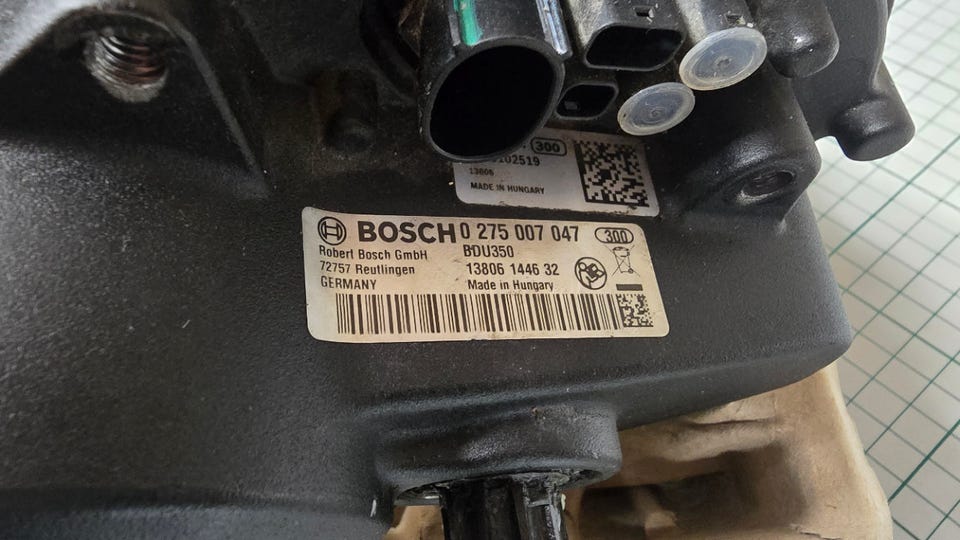 300
102519
13806
MADE IN HUNGARY
BOSCH 0 275 007 047 300
Robert Bosch GmbH BDU350
72757 Reutlingen 13806 1446 32
GERMANY Made in Hungary